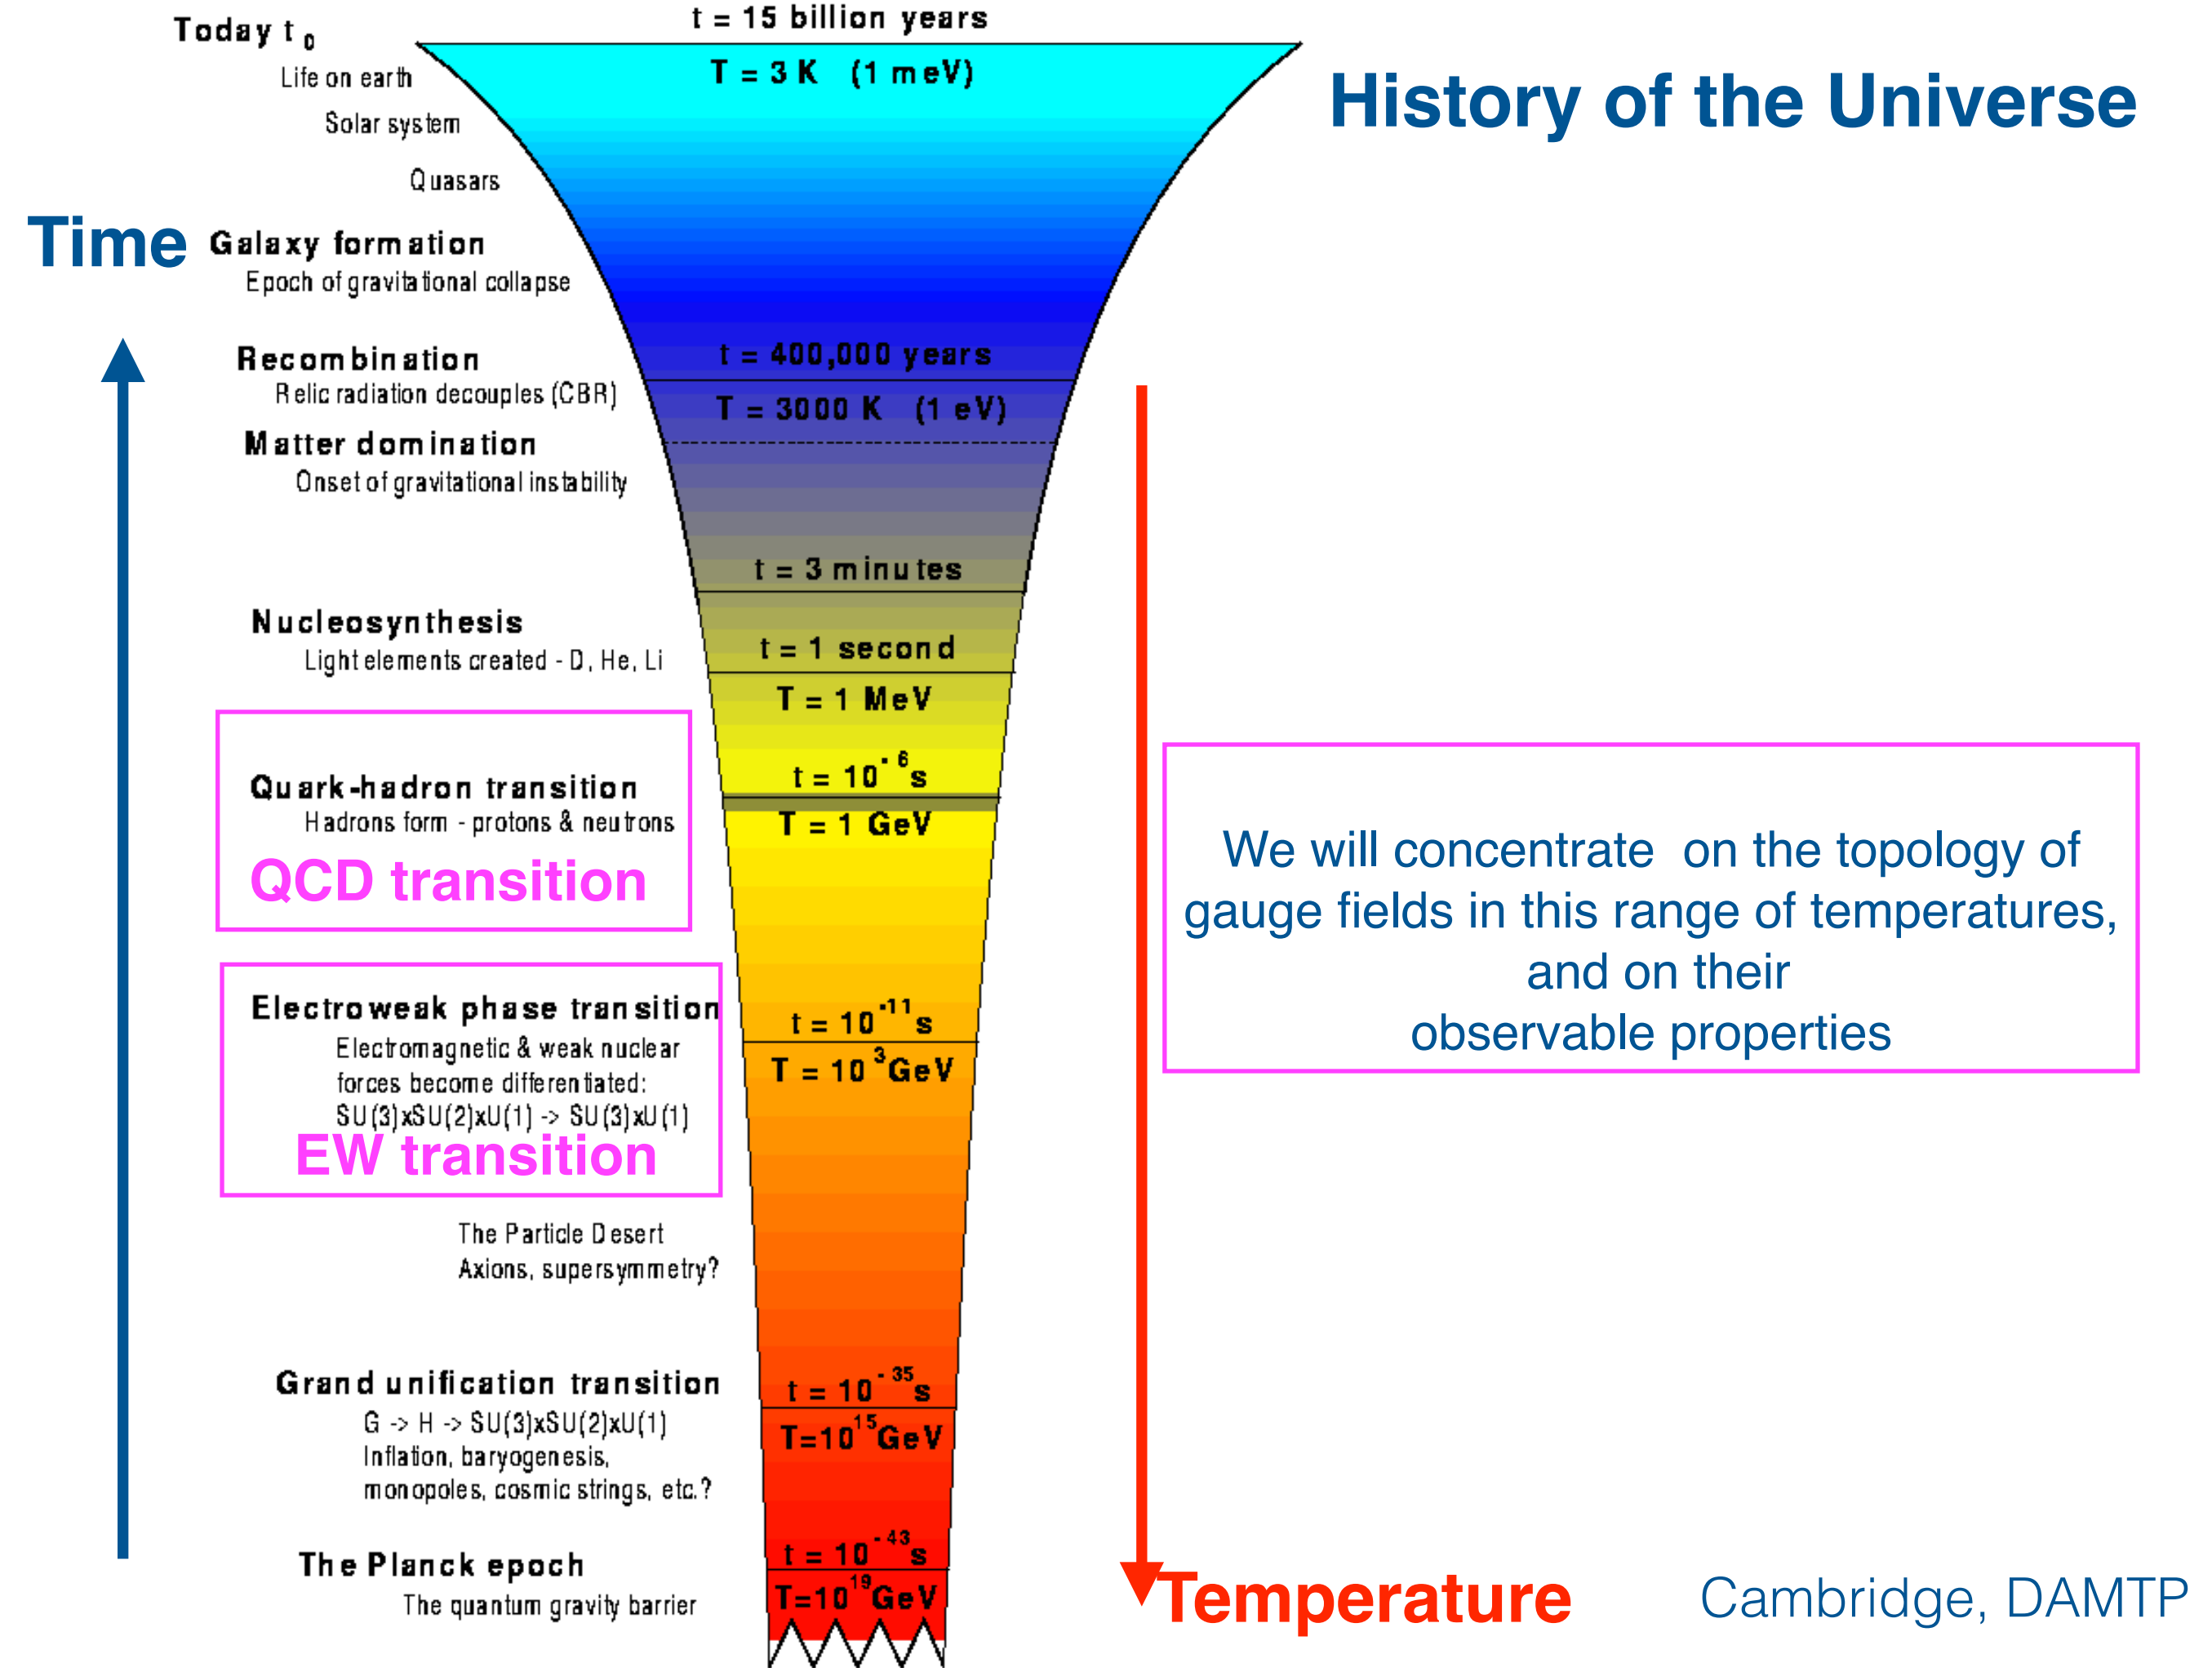 History of the Universe
Time
Today t₀
t = 15 billion years
T = 3 K (1 meV)
Life on earth
Solar system
Quasars
Galaxy formation
Epoch of gravitational collapse
Recombination
Relic radiation decouples (CBR)
t = 400,000 years
T = 3000 K (1 eV)
Matter domination
Onset of gravitational instability
t = 3 minutes
Nucleosynthesis
Light elements created - D, He, Li
t = 1 second
T = 1 MeV
Quark-hadron transition
Hadrons form - protons & neutrons
QCD transition
t = 10⁻⁶s
T = 1 GeV
We will concentrate on the topology of
gauge fields in this range of temperatures,
and on their
observable properties
Electroweak phase transition
Electromagnetic & weak nuclear
forces become differentiated:
SU(3)xSU(2)xU(1) -> SU(3)xU(1)
EW transition
t = 10⁻¹¹s
T = 10³GeV
The Particle Desert
Axions, supersymmetry?
Grand unification transition
G -> H -> SU(3)xSU(2)xU(1)
Inflation, baryogenesis,
monopoles, cosmic strings, etc.?
t = 10⁻³⁵s
T=10¹⁵GeV
The Planck epoch
The quantum gravity barrier
t = 10⁻⁴³s
T=10¹⁹GeV
Temperature
Cambridge, DAMTP